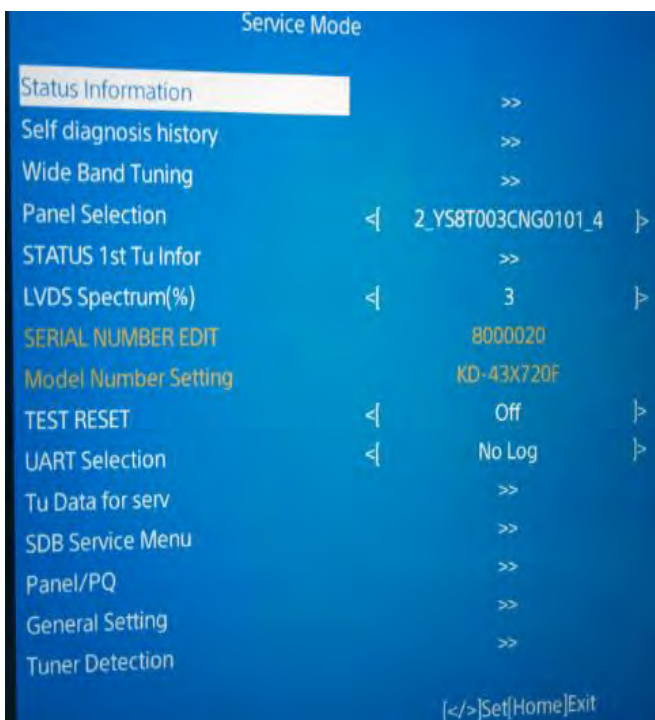 Service Mode
Status Information >>
Self diagnosis history >>
Wide Band Tuning >>
Panel Selection <[ 2_YS8T003CNG0101_4 ]>
STATUS 1st Tu Infor >>
LVDS Spectrum(%) <[ 3 ]>
SERIAL NUMBER EDIT 8000020
Model Number Setting KD-43X720F
TEST RESET <[ Off ]>
UART Selection <[ No Log ]>
Tu Data for serv >>
SDB Service Menu >>
Panel/PQ >>
General Setting >>
Tuner Detection >>
[</>]Set[Home]Exit